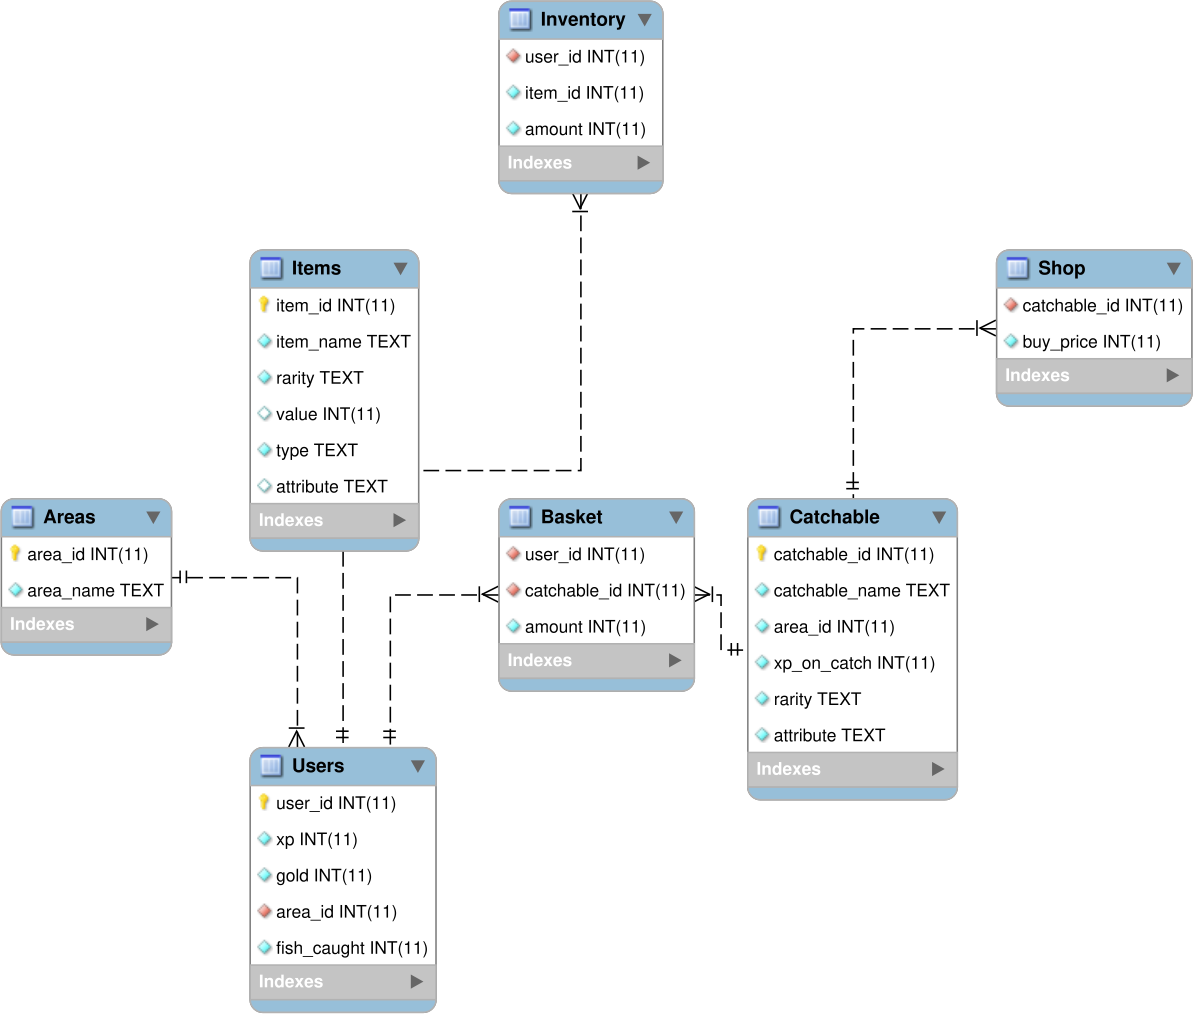 Inventory
user_id INT(11)
item_id INT(11)
amount INT(11)
Indexes
Items
item_id INT(11)
item_name TEXT
rarity TEXT
value INT(11)
type TEXT
attribute TEXT
Indexes
Shop
catchable_id INT(11)
buy_price INT(11)
Indexes
Areas
area_id INT(11)
area_name TEXT
Indexes
Basket
user_id INT(11)
catchable_id INT(11)
amount INT(11)
Indexes
Catchable
catchable_id INT(11)
catchable_name TEXT
area_id INT(11)
xp_on_catch INT(11)
rarity TEXT
attribute TEXT
Indexes
Users
user_id INT(11)
xp INT(11)
gold INT(11)
area_id INT(11)
fish_caught INT(11)
Indexes